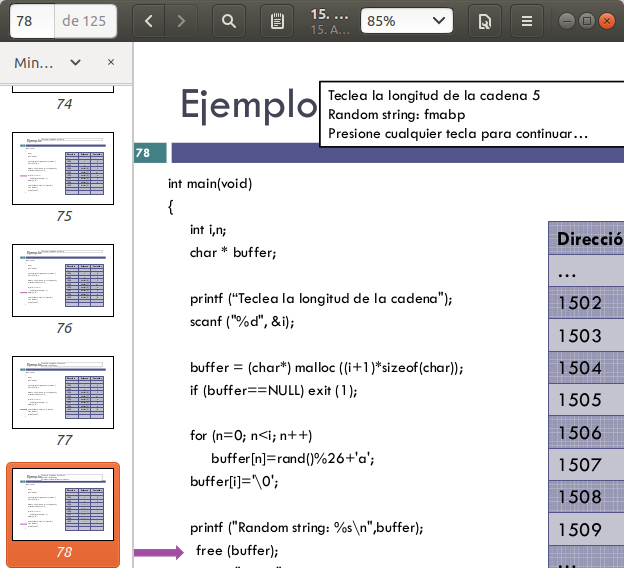 78 de 125
15. ...
15. A...
85%
Min...
74
75
76
77
78
Ejemplo
Teclea la longitud de la cadena 5
Random string: fmabp
Presione cualquier tecla para continuar...
78
int main(void)
{
int i,n;
char * buffer;
printf (“Teclea la longitud de la cadena");
scanf ("%d", &i);
buffer = (char*) malloc ((i+1)*sizeof(char));
if (buffer==NULL) exit (1);
for (n=0; n<i; n++)
buffer[n]=rand()%26+'a';
buffer[i]='\0';
printf ("Random string: %s\n",buffer);
free (buffer);
Direcció
...
1502
1503
1504
1505
1506
1507
1508
1509
...